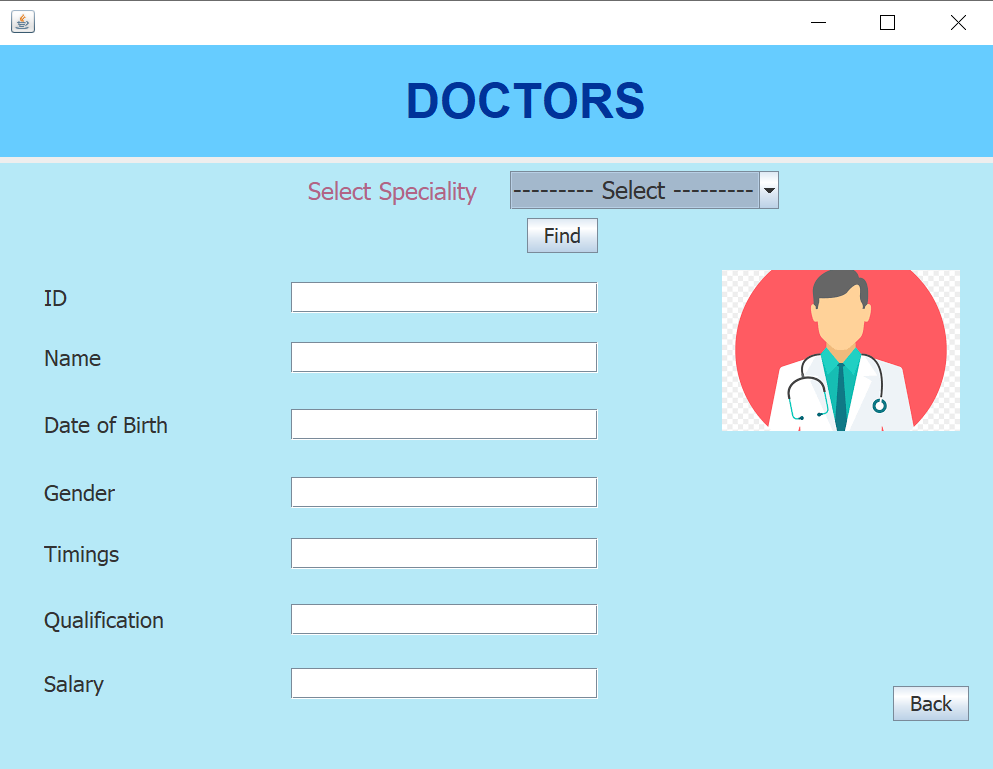 DOCTORS
Select Speciality --------- Select ---------
Find
ID
Name
Date of Birth
Gender
Timings
Qualification
Salary
Back